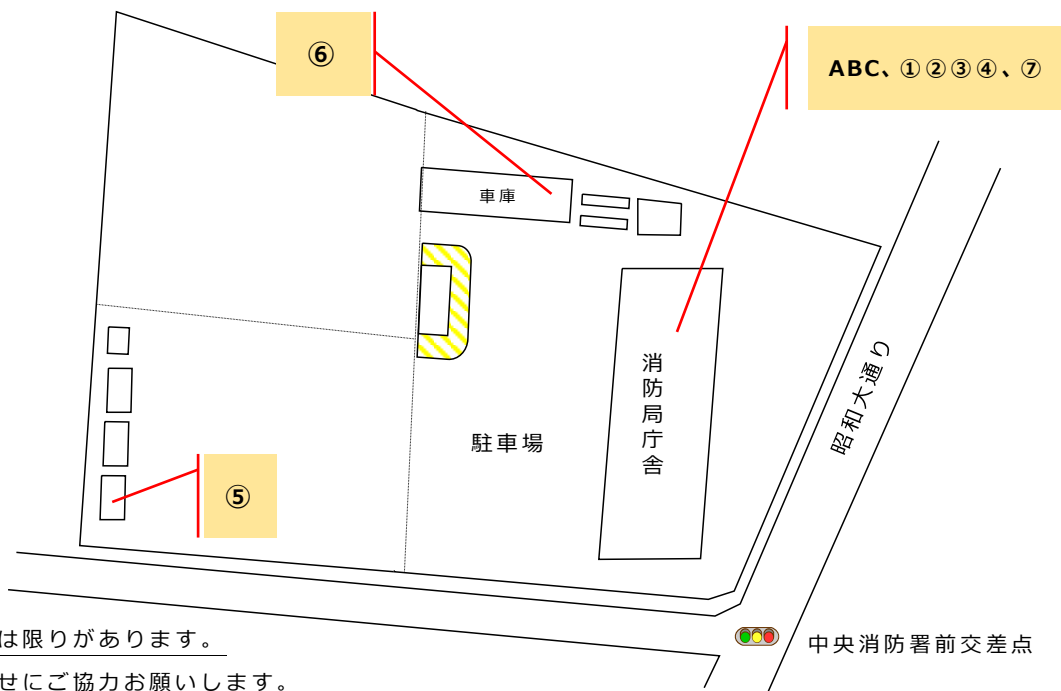 ⑥
ABC、①②③④、⑦
車庫
消防局庁舎
昭和大通り
駐車場
⑤
中央消防署前交差点
は限りがあります。
せにご協力お願いします。